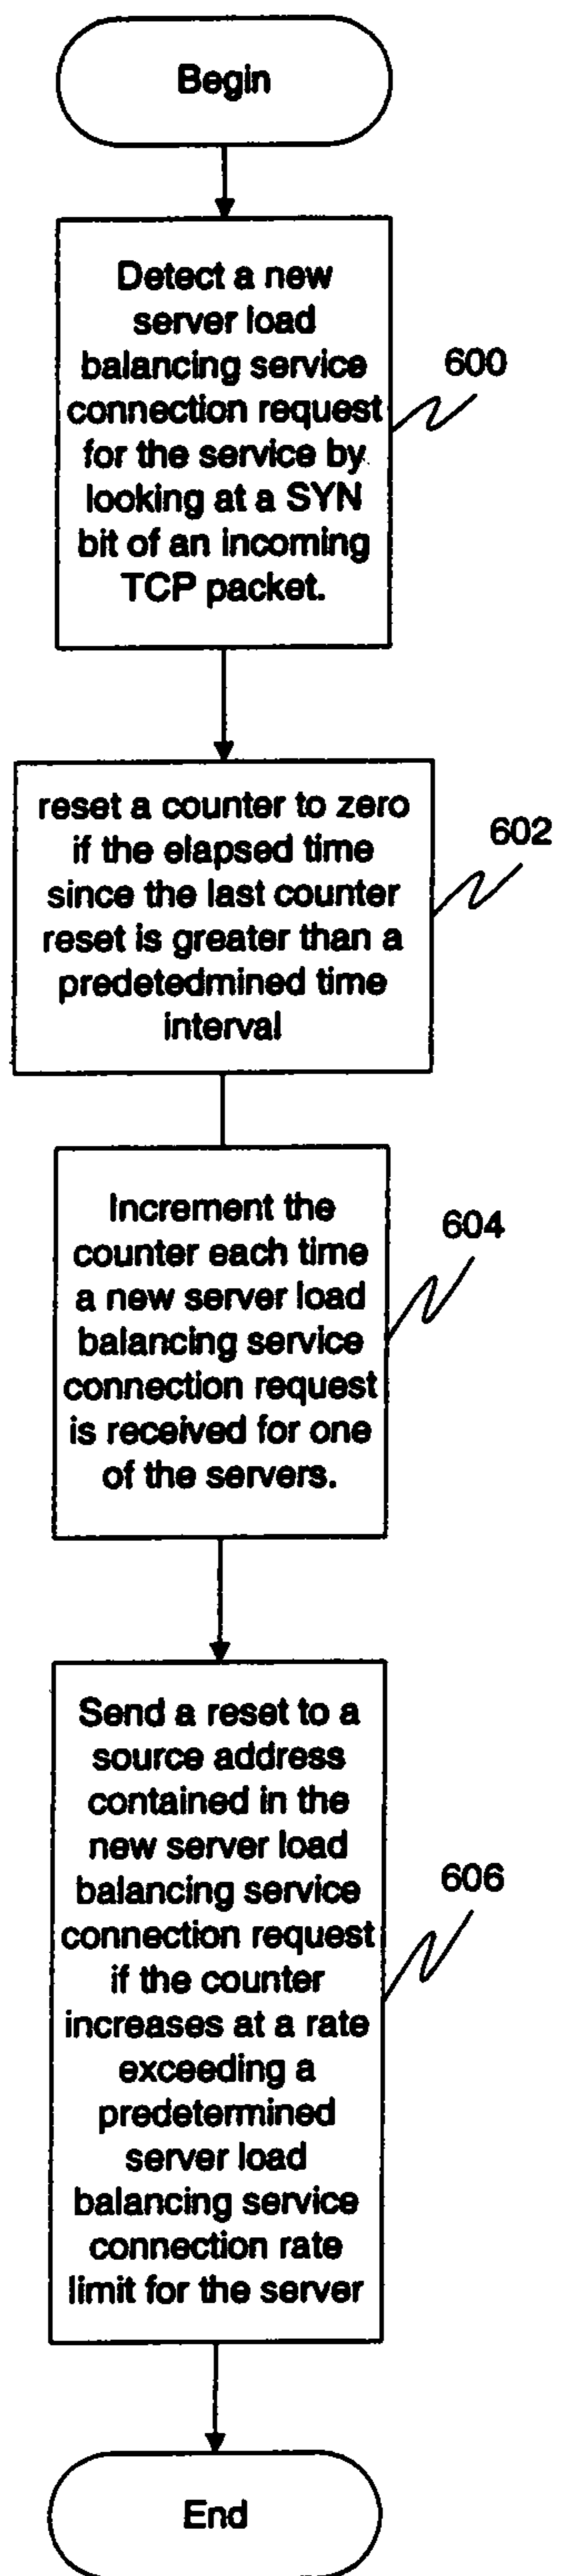 Begin
Detect a new
server load
balancing service
connection request
for the service by
looking at a SYN
bit of an incoming
TCP packet.
600
reset a counter to zero
if the elapsed time
since the last counter
reset is greater than a
predetedmined time
interval
602
Increment the
counter each time
a new server load
balancing service
connection request
is received for one
of the servers.
604
Send a reset to a
source address
contained in the
new server load
balancing service
connection request
if the counter
increases at a rate
exceeding a
predetermined
server load
balancing service
connection rate
limit for the server
606
End